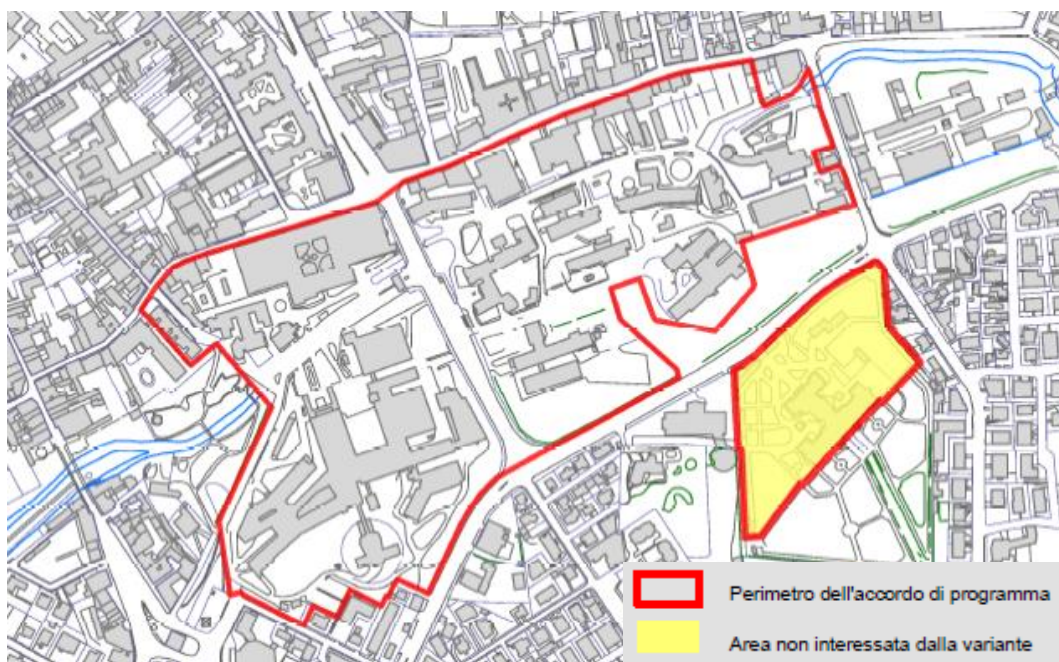 Perimetro dell'accordo di programma
Area non interessata dalla variante